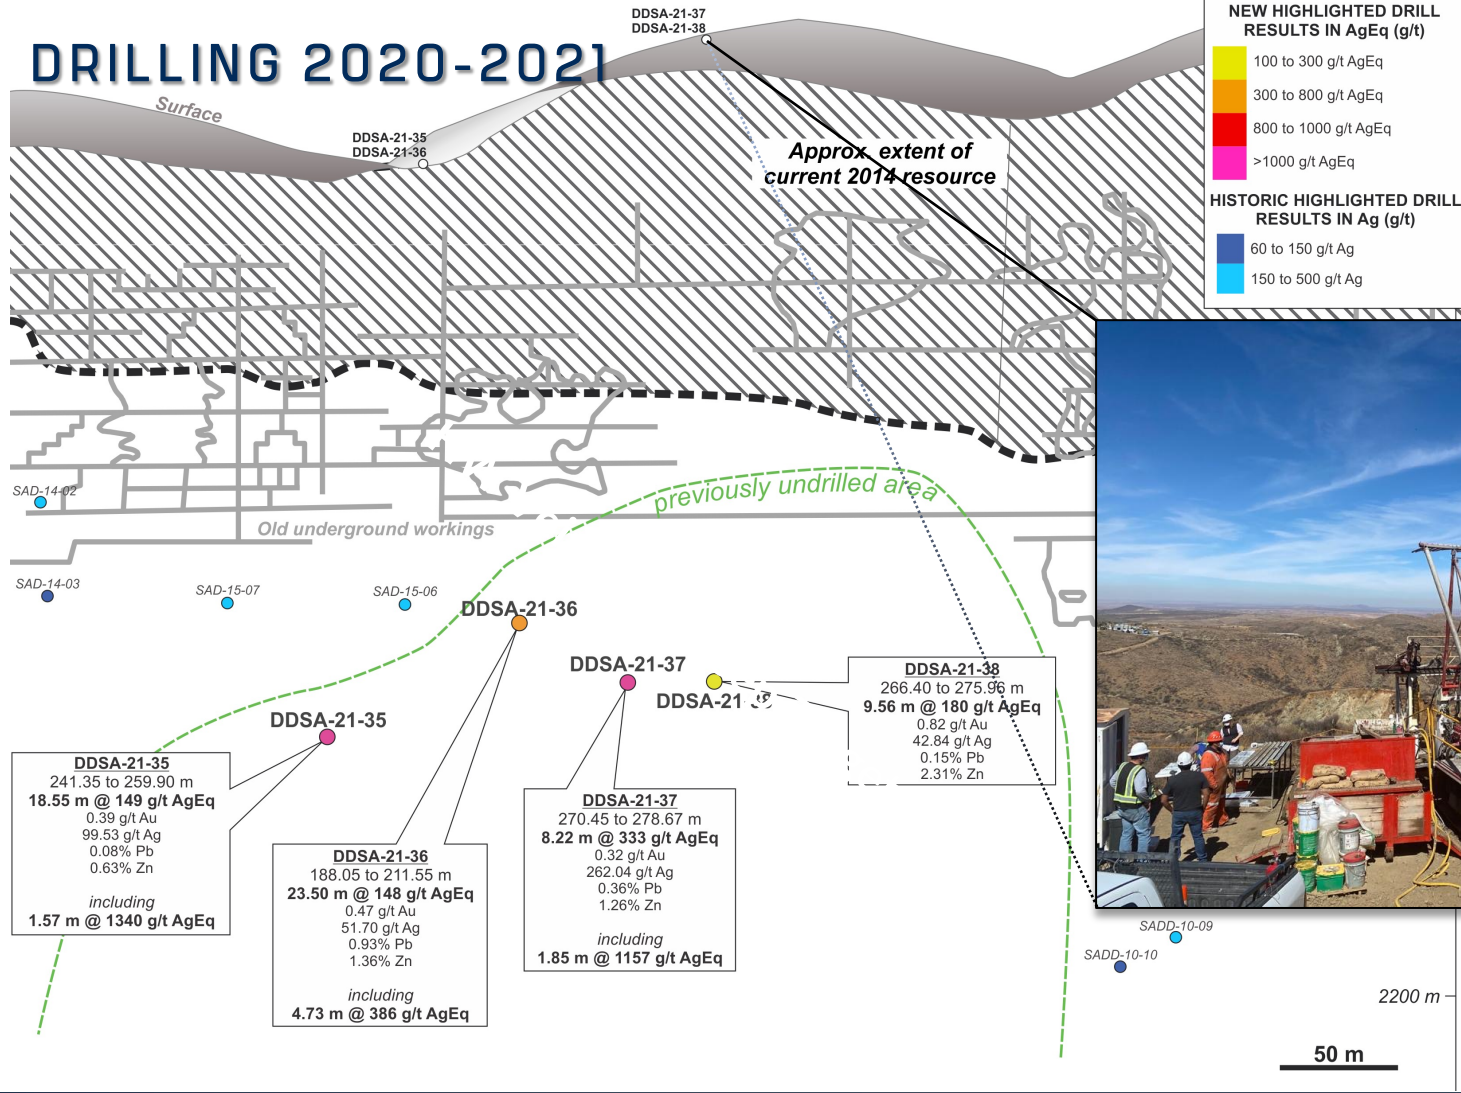 DRILLING 2020-2021
DDSA-21-37
DDSA-21-38
Surface
DDSA-21-35
DDSA-21-36
Approx. extent of
current 2014 resource
NEW HIGHLIGHTED DRILL
RESULTS IN AgEq (g/t)
100 to 300 g/t AgEq
300 to 800 g/t AgEq
800 to 1000 g/t AgEq
>1000 g/t AgEq
HISTORIC HIGHLIGHTED DRILL
RESULTS IN Ag (g/t)
60 to 150 g/t Ag
150 to 500 g/t Ag
SAD-14-02
previously undrilled area
Old underground workings
SAD-14-03
SAD-15-07
SAD-15-06
DDSA-21-36
DDSA-21-37
DDSA-21-35
DDSA-21-38
266.40 to 275.96 m
9.56 m @ 180 g/t AgEq
0.82 g/t Au
42.84 g/t Ag
0.15% Pb
2.31% Zn
DDSA-21-35
241.35 to 259.90 m
18.55 m @ 149 g/t AgEq
0.39 g/t Au
99.53 g/t Ag
0.08% Pb
0.63% Zn
including
1.57 m @ 1340 g/t AgEq
DDSA-21-36
188.05 to 211.55 m
23.50 m @ 148 g/t AgEq
0.47 g/t Au
51.70 g/t Ag
0.93% Pb
1.36% Zn
including
4.73 m @ 386 g/t AgEq
DDSA-21-37
270.45 to 278.67 m
8.22 m @ 333 g/t AgEq
0.32 g/t Au
262.04 g/t Ag
0.36% Pb
1.26% Zn
including
1.85 m @ 1157 g/t AgEq
SADD-10-09
SADD-10-10
2200 m
50 m